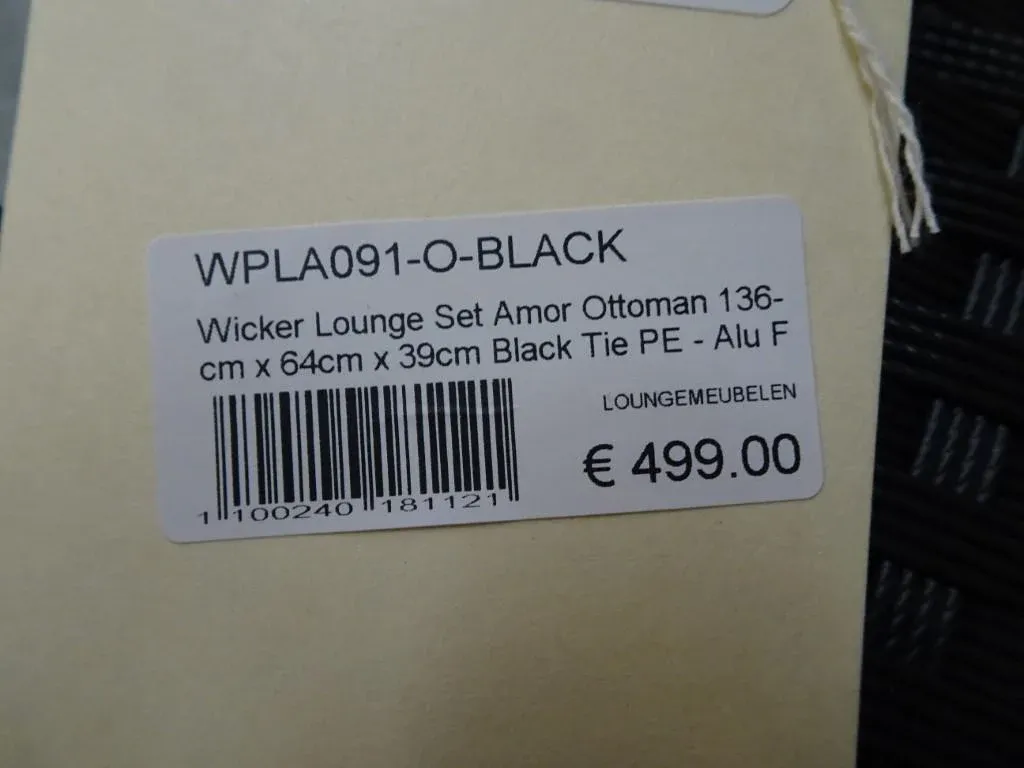 WPLA091-O-BLACK
Wicker Lounge Set Amor Ottoman 136-
cm x 64cm x 39cm Black Tie PE - Alu F
LOUNGEMEUBELEN
€ 499.00
1 100240 181121